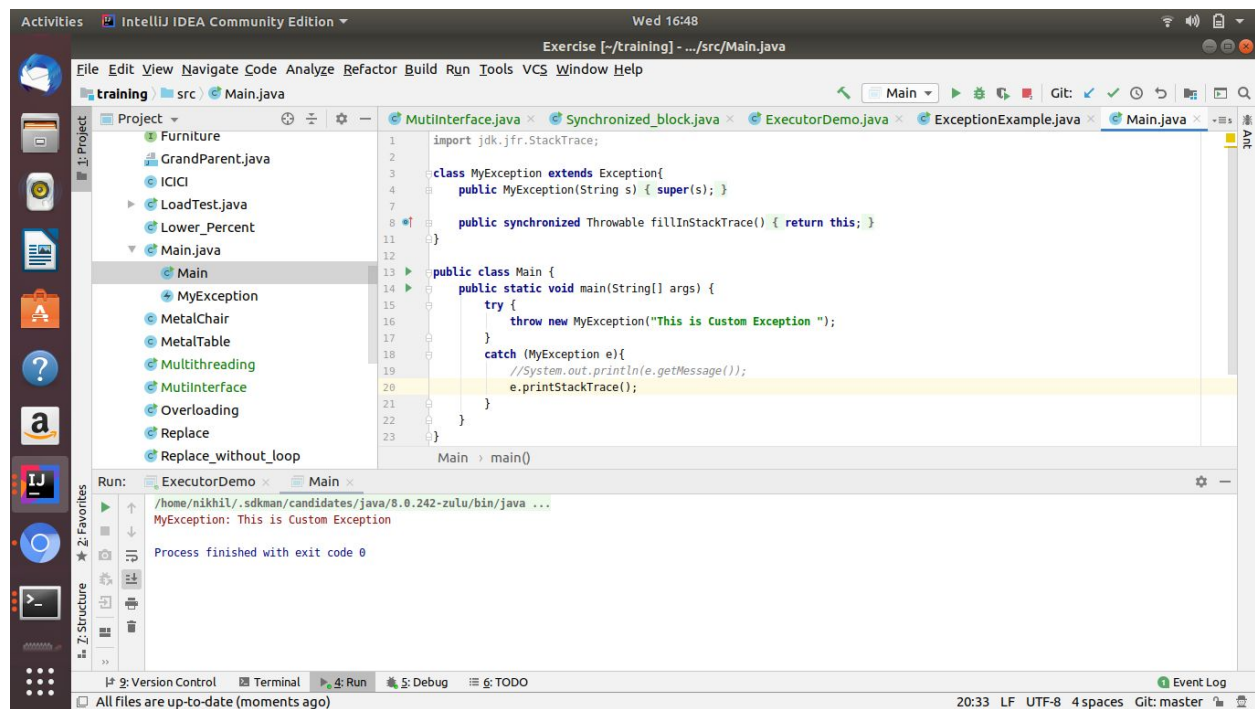 Activities IntelliJ IDEA Community Edition Wed 16:48
Exercise [~/training] - .../src/Main.java
File Edit View Navigate Code Analyze Refactor Build Run Tools VCS Window Help
training src Main.java Main Git:
1: Project
Project
Furniture
GrandParent.java
ICICI
LoadTest.java
Lower_Percent
Main.java
Main
MyException
MetalChair
MetalTable
Multithreading
MutiInterface
Overloading
Replace
Replace_without_loop
MutiInterface.java Synchronized_block.java ExecutorDemo.java ExceptionExample.java Main.java
Ant
1 import jdk.jfr.StackTrace;
2
3 class MyException extends Exception{
4 public MyException(String s) { super(s); }
7
8 public synchronized Throwable fillInStackTrace() { return this; }
11 }
12
13 public class Main {
14 public static void main(String[] args) {
15 try {
16 throw new MyException("This is Custom Exception ");
17 }
18 catch (MyException e){
19 //System.out.println(e.getMessage());
20 e.printStackTrace();
21 }
22 }
23 }
Main › main()
Run: ExecutorDemo Main
/home/nikhil/.sdkman/candidates/java/8.0.242-zulu/bin/java ...
MyException: This is Custom Exception
Process finished with exit code 0
2: Favorites
7: Structure
9: Version Control Terminal 4: Run 5: Debug 6: TODO 1 Event Log
All files are up-to-date (moments ago) 20:33 LF UTF-8 4 spaces Git: master